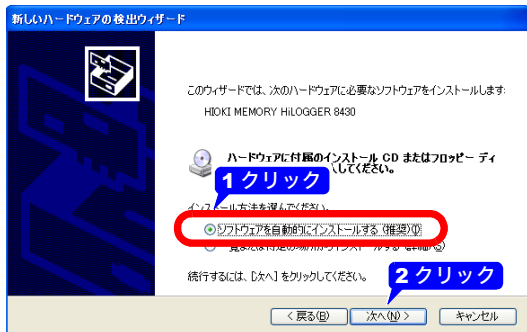 新しいハードウェアの検出ウィザード
このウィザードでは、次のハードウェアに必要なソフトウェアをインストールします:
HIOKI MEMORY HiLOGGER 8430
ハードウェアに付属のインストール CD またはフロッピー ディ
してください。
1 クリック
インストール方法を選んでください。
ソフトウェアを自動的にインストールする (推奨)(I)
続行するには、[次へ] をクリックしてください。
2 クリック
< 戻る(B)
次へ(N) >
キャンセル